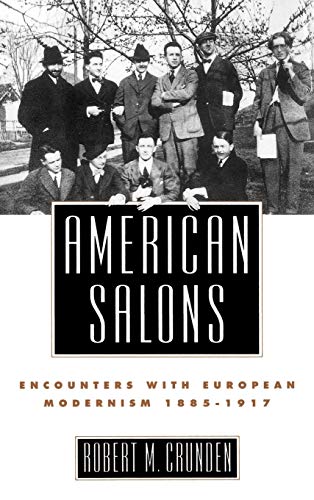 AMERICAN
SALONS
ENCOUNTERS WITH EUROPEAN
MODERNISM 1885-1917
ROBERT M. CRUNDEN